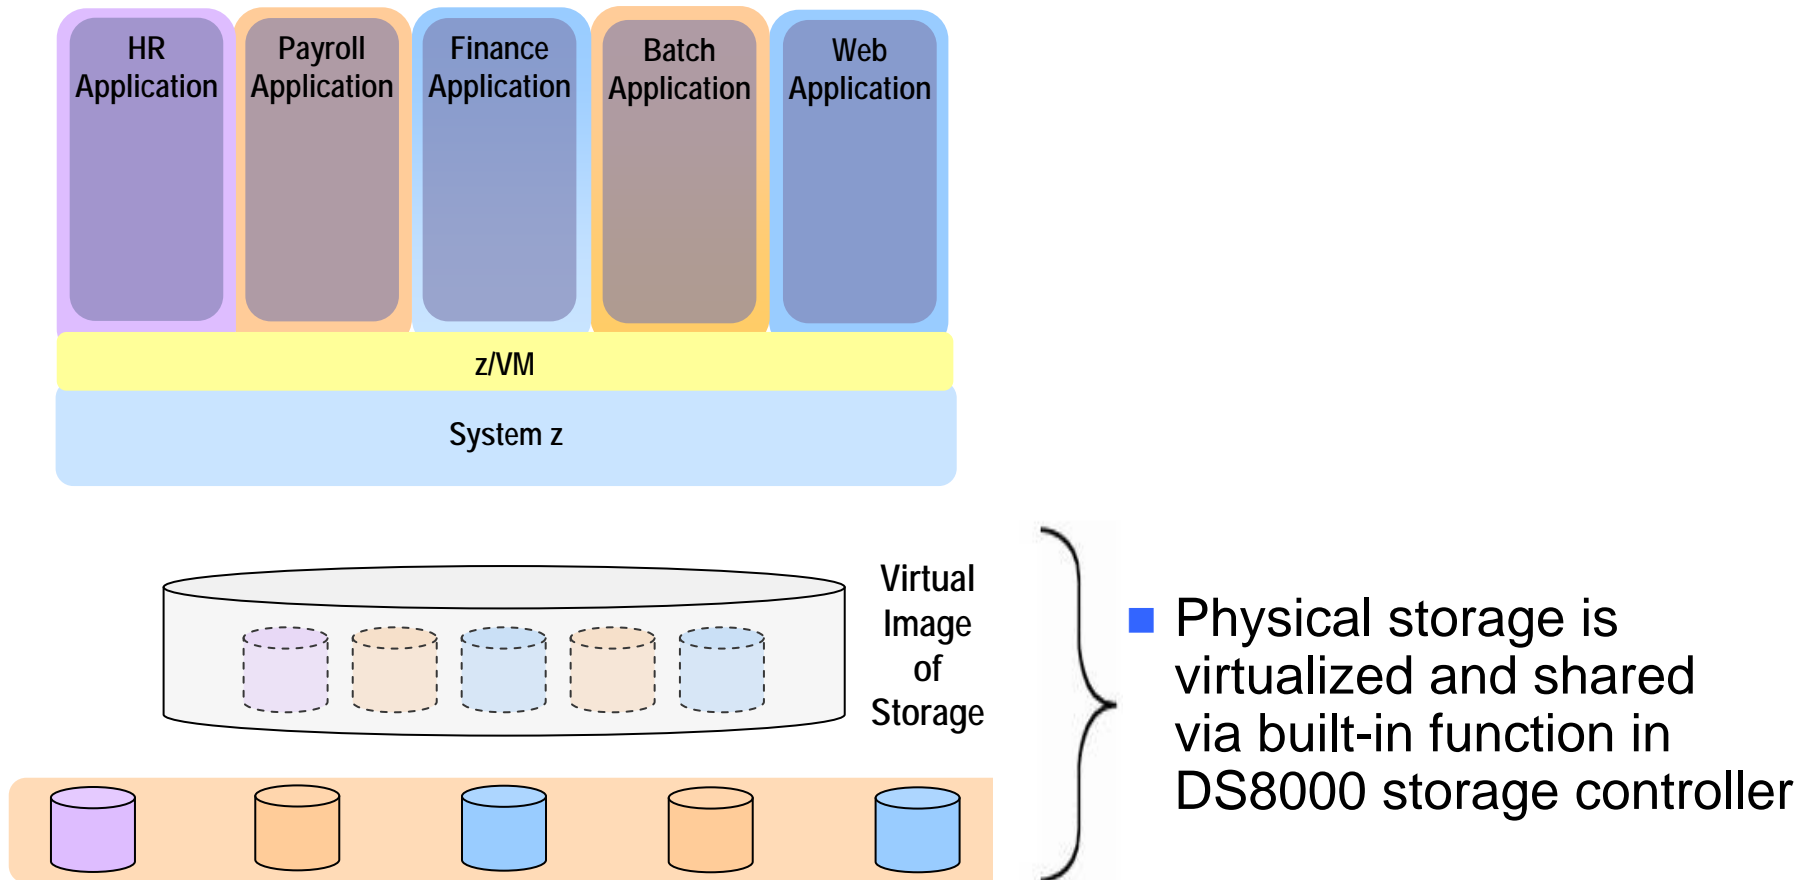 HR
Application
Payroll
Application
Finance
Application
Batch
Application
Web
Application
z/VM
System z
Virtual
Image
of
Storage
Physical storage is
virtualized and shared
via built-in function in
DS8000 storage controller